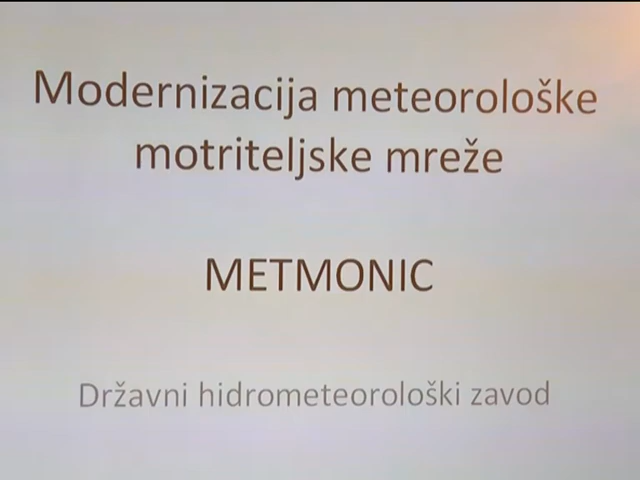 Modernizacija meteorološke
motriteljske mreže
METMONIC
Državni hidrometeorološki zavod